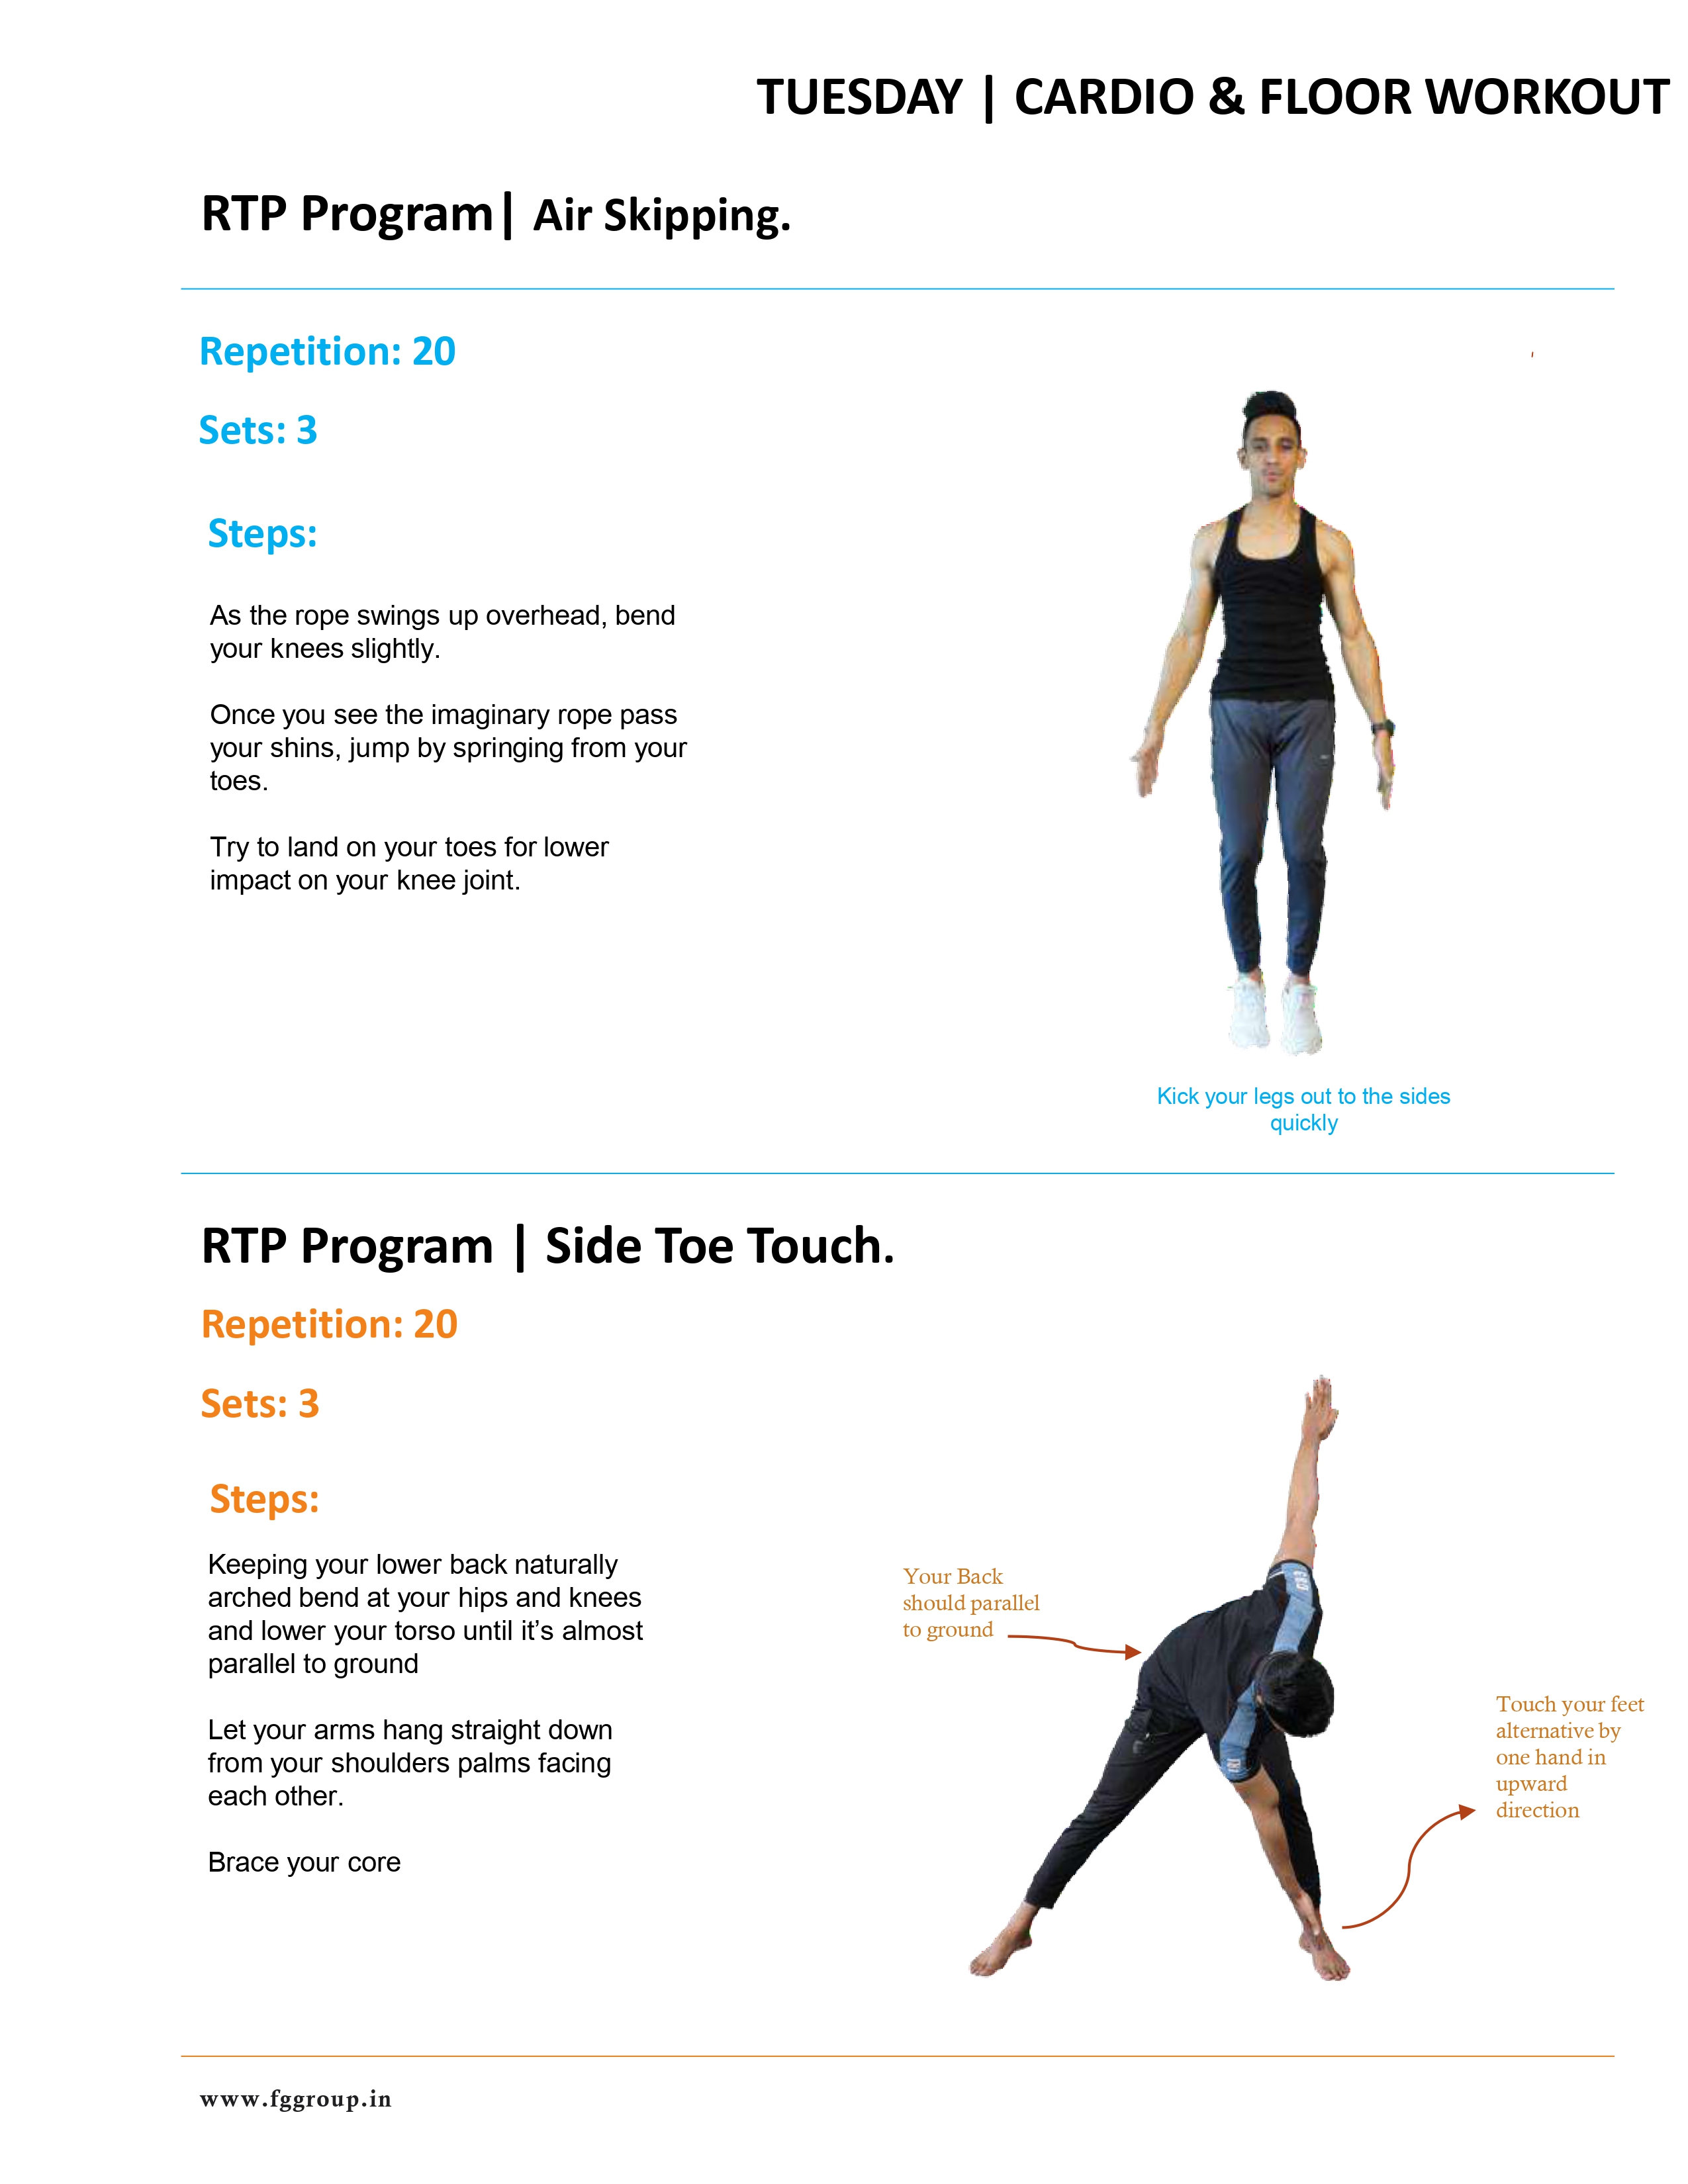 TUESDAY | CARDIO & FLOOR WORKOUT
RTP Program| Air Skipping.
Repetition: 20
Sets: 3
Steps:
As the rope swings up overhead, bend
your knees slightly.
Once you see the imaginary rope pass
your shins, jump by springing from your
toes.
Try to land on your toes for lower
impact on your knee joint.
Kick your legs out to the sides
quickly
RTP Program | Side Toe Touch.
Repetition: 20
Sets: 3
Steps:
Keeping your lower back naturally
arched bend at your hips and knees
and lower your torso until it’s almost
parallel to ground
Let your arms hang straight down
from your shoulders palms facing
each other.
Brace your core
Your Back
should parallel
to ground
Touch your feet
alternative by
one hand in
upward
direction
www.fggroup.in